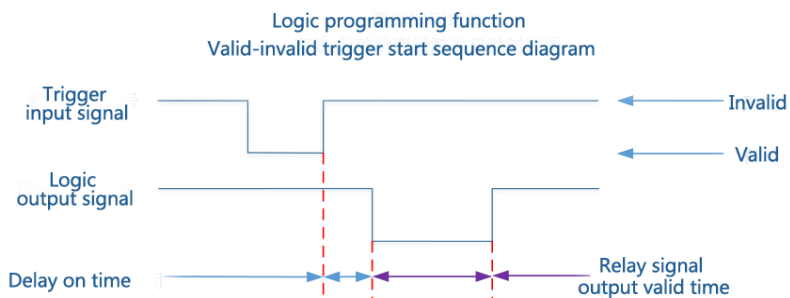 Logic programming function
Valid-invalid trigger start sequence diagram
Trigger
input signal
Invalid
Valid
Logic
output signal
Delay on time
Relay signal
output valid time